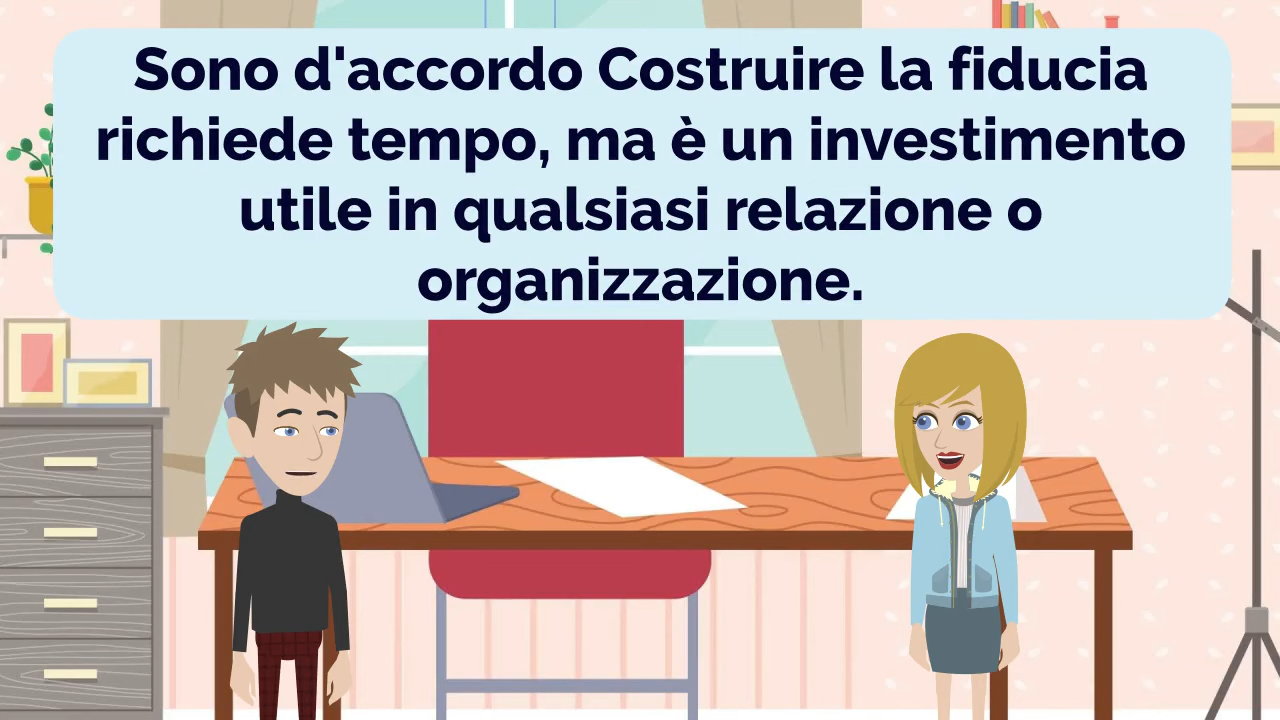 Sono d'accordo Costruire la fiducia
richiede tempo, ma è un investimento
utile in qualsiasi relazione o
organizzazione.